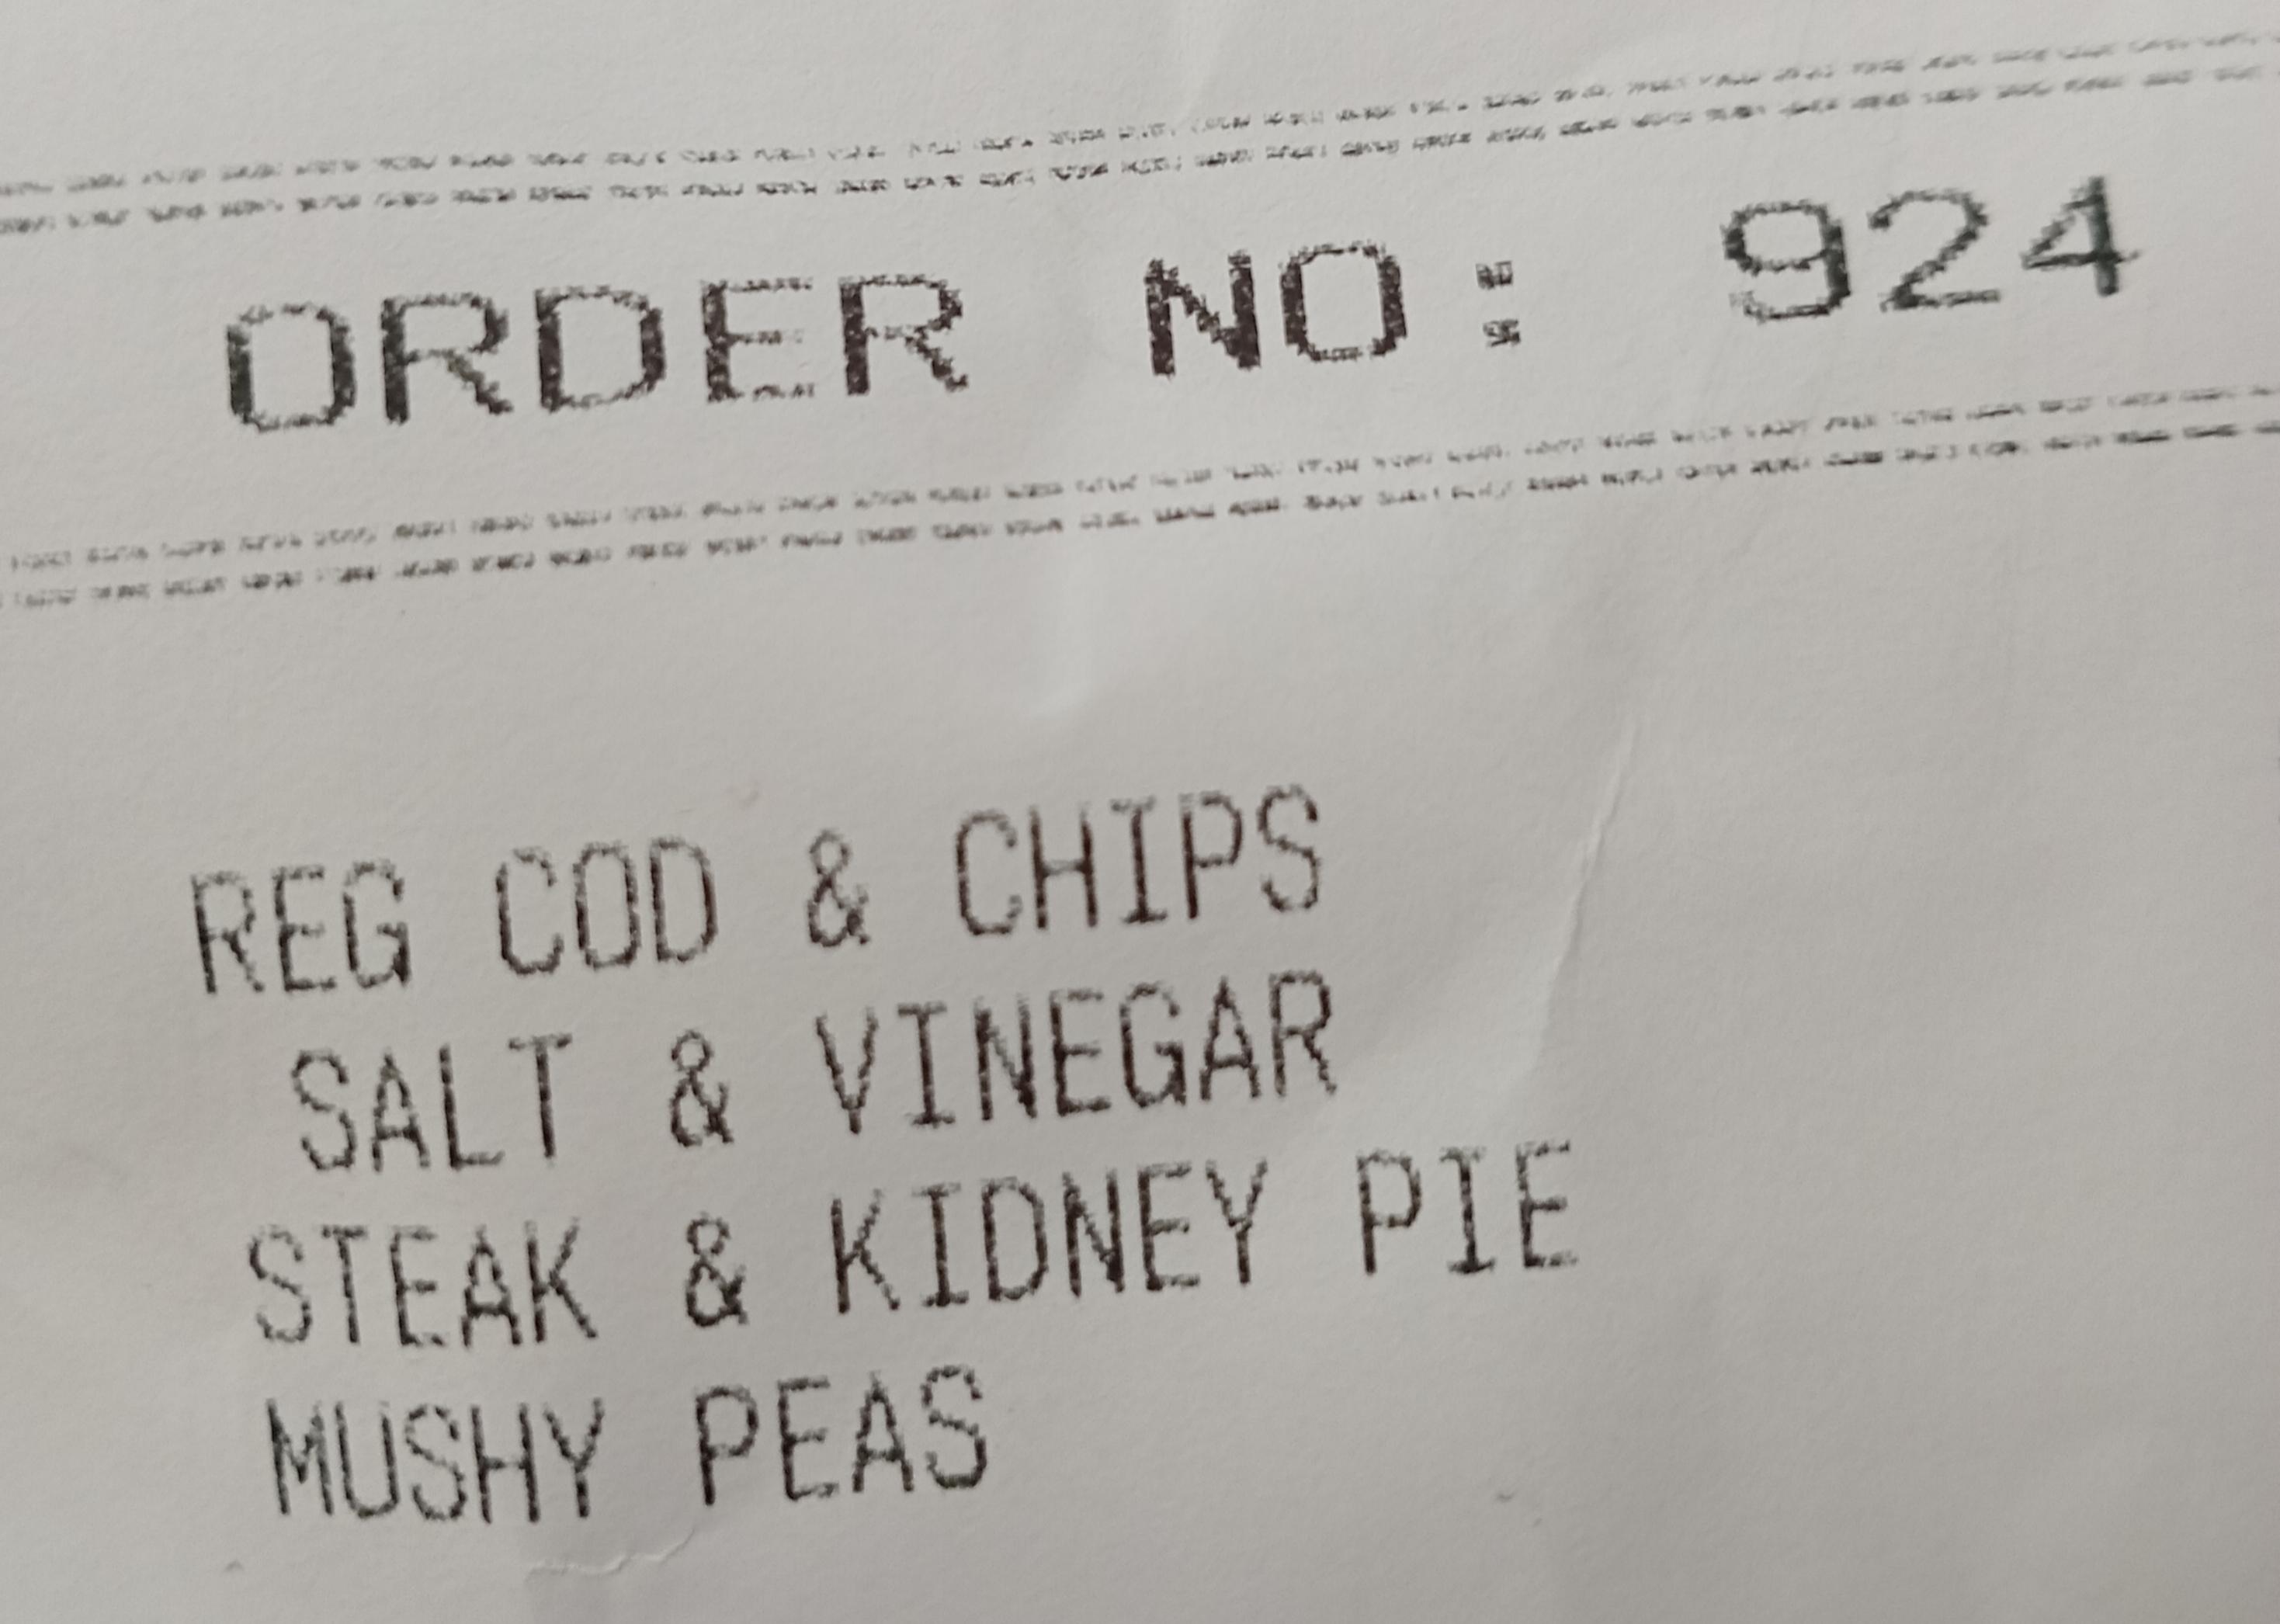 ORDER NO: 924
REG COD & CHIPS
SALT & VINEGAR
STEAK & KIDNEY PIE
MUSHY PEAS